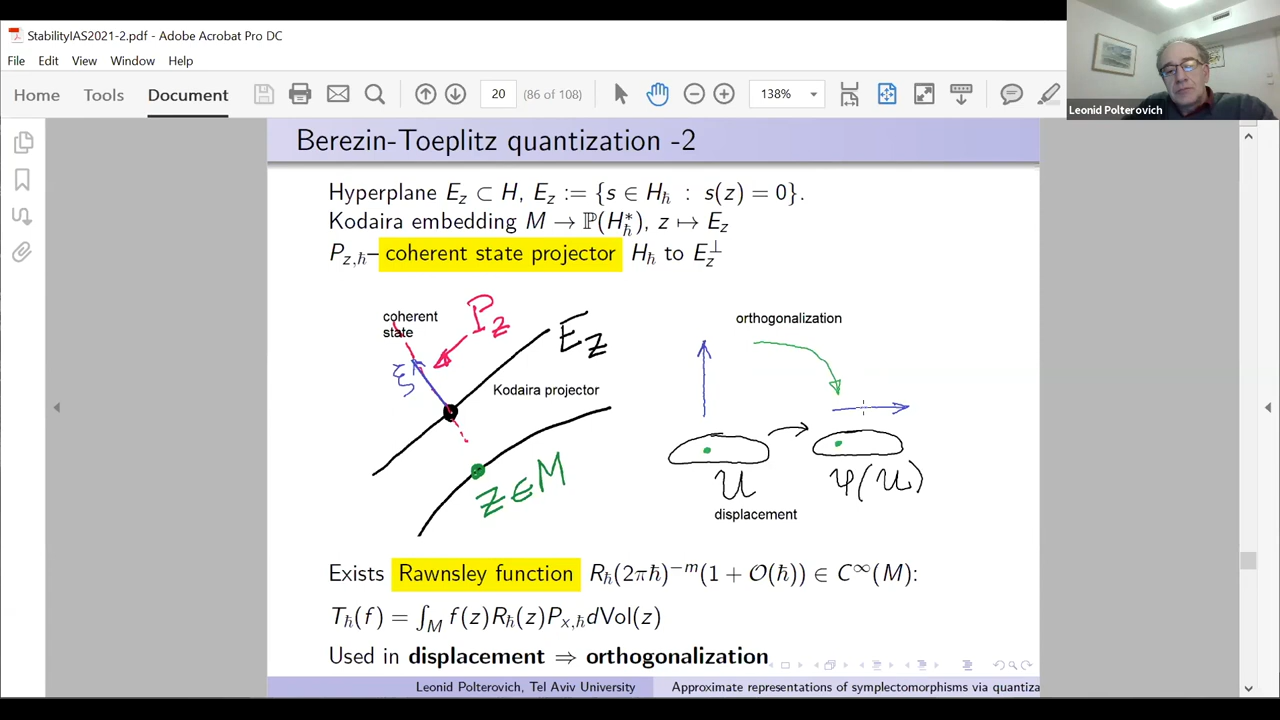 StabilityIAS2021-2.pdf - Adobe Acrobat Pro DC
File Edit View Window Help
Home Tools Document 20 (86 of 108) 138%
Leonid Polterovich
Berezin-Toeplitz quantization -2
Hyperplane E_z ⊂ H, E_z := {s ∈ H_ℏ : s(z) = 0}.
Kodaira embedding M → ℙ(H_ℏ^*), z ↦ E_z
P_{z,ℏ}– coherent state projector H_ℏ to E_z^⊥
coherent
state
P_z
E_z
ξ
Kodaira projector
z∈M
orthogonalization
U
φ(U)
displacement
Exists Rawnsley function R_ℏ(2πℏ)^{-m}(1 + O(ℏ)) ∈ C^∞(M):
T_ℏ(f) = ∫_M f(z)R_ℏ(z)P_{x,ℏ}dVol(z)
Used in displacement ⇒ orthogonalization
Leonid Polterovich, Tel Aviv University Approximate representations of symplectomorphisms via quantiza